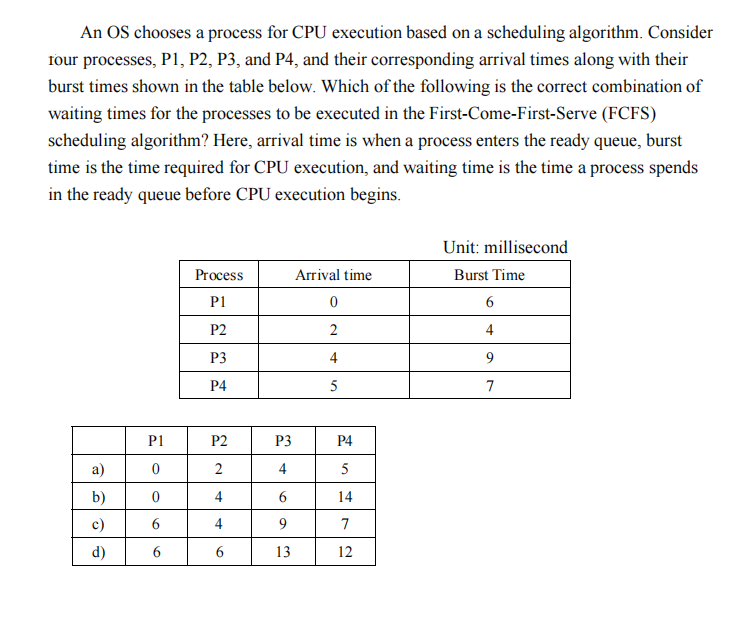 An OS chooses a process for CPU execution based on a scheduling algorithm. Consider
rour processes, P1, P2, P3, and P4, and their corresponding arrival times along with their
burst times shown in the table below. Which of the following is the correct combination of
waiting times for the processes to be executed in the First-Come-First-Serve (FCFS)
scheduling algorithm? Here, arrival time is when a process enters the ready queue, burst
time is the time required for CPU execution, and waiting time is the time a process spends
in the ready queue before CPU execution begins.
Unit: millisecond
Process Arrival time Burst Time
P1 0 6
P2 2 4
P3 4 9
P4 5 7
P1 P2 P3 P4
a) 0 2 4 5
b) 0 4 6 14
c) 6 4 9 7
d) 6 6 13 12